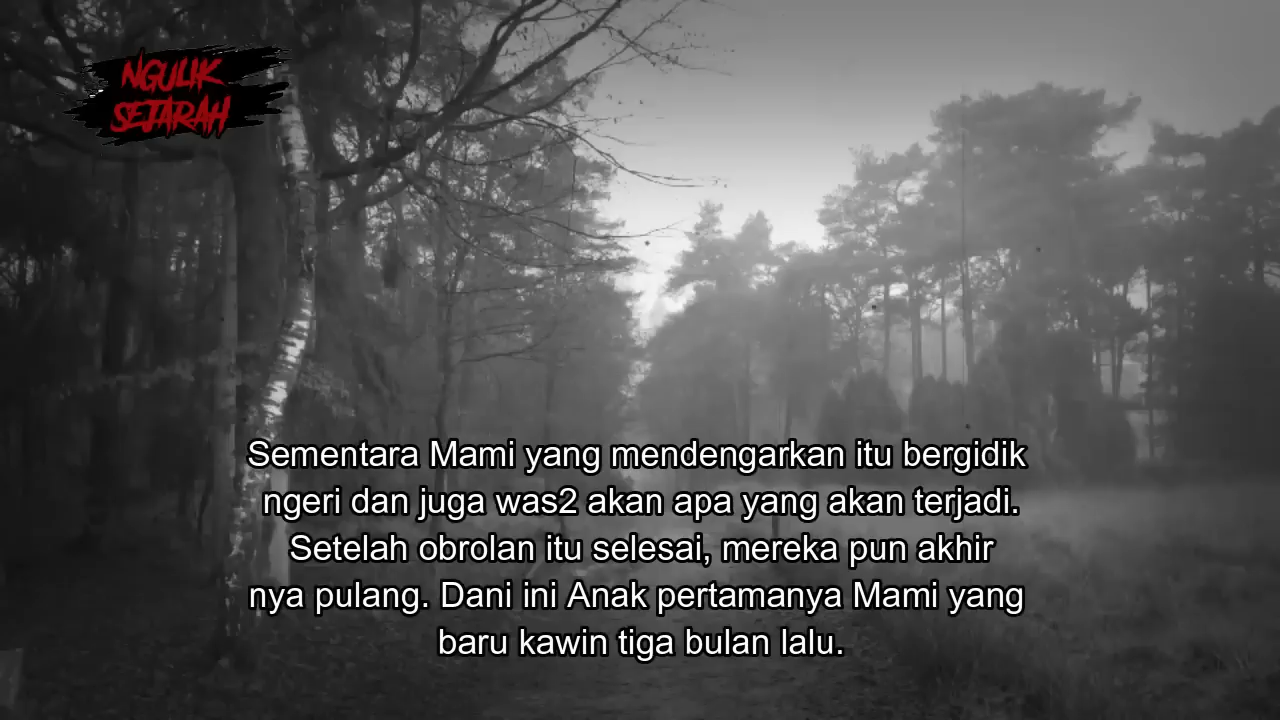 NGULIK
SEJARAH
Sementara Mami yang mendengarkan itu bergidik
ngeri dan juga was2 akan apa yang akan terjadi.
Setelah obrolan itu selesai, mereka pun akhir
nya pulang. Dani ini Anak pertamanya Mami yang
baru kawin tiga bulan lalu.